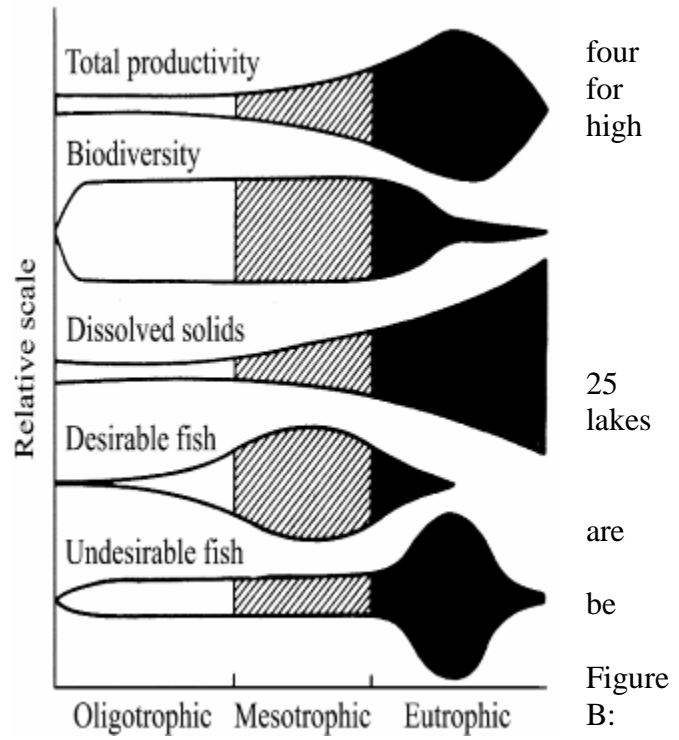 Relative scale
Total productivity
Biodiversity
Dissolved solids
Desirable fish
Undesirable fish
Oligotrophic Mesotrophic Eutrophic
four
for
high
25
lakes
are
be
Figure
B: